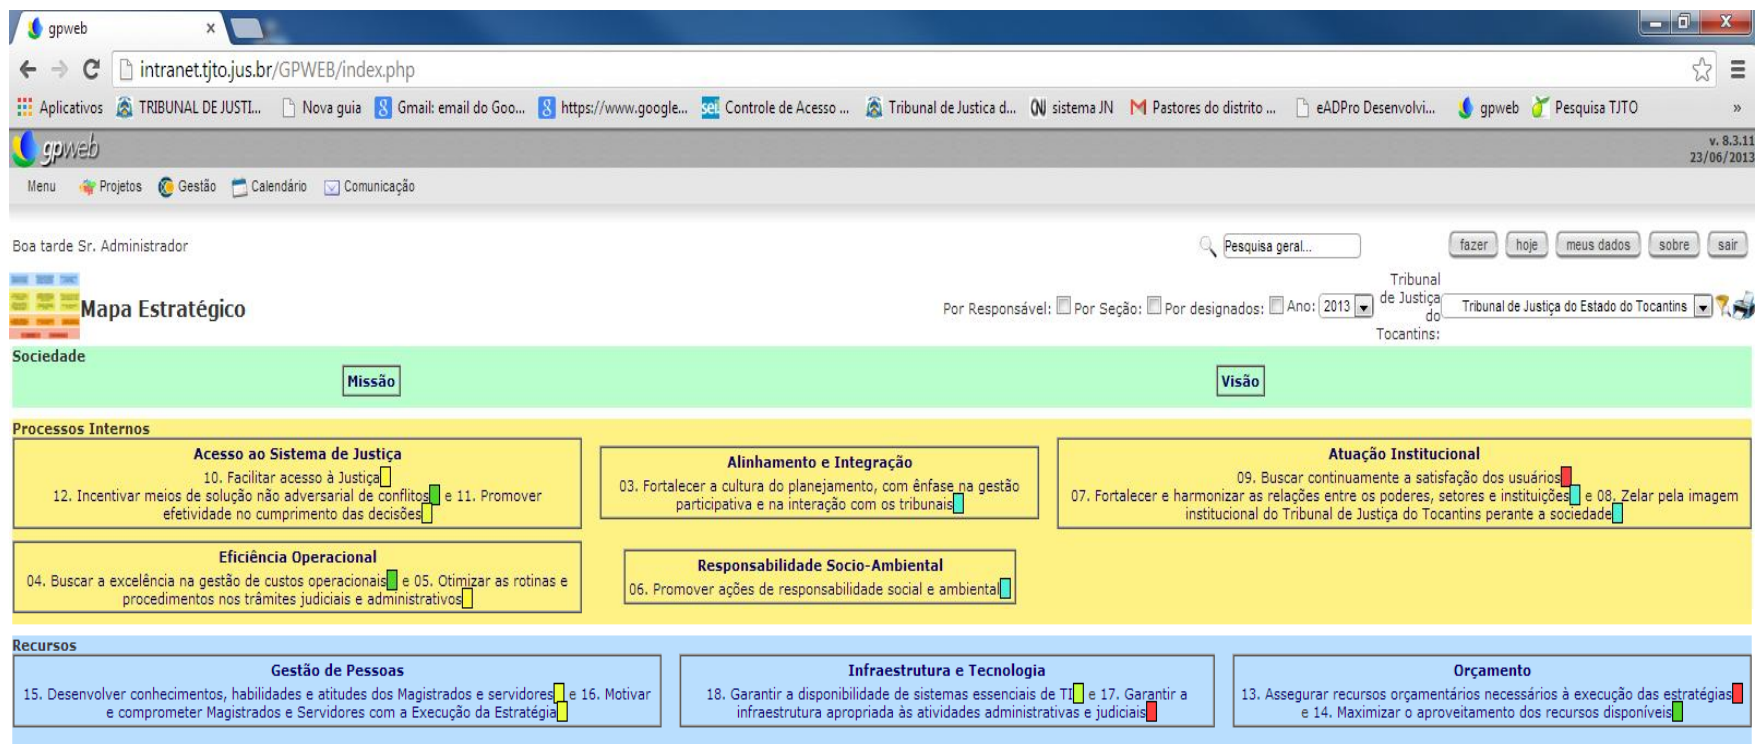 gpweb
intranet.tjto.jus.br/GPWEB/index.php
Aplicativos TRIBUNAL DE JUSTI... Nova guia Gmail: email do Goo... https://www.google... Controle de Acesso ... Tribunal de Justica d... sistema JN Pastores do distrito ... eADPro Desenvolvi... gpweb Pesquisa TJTO »
gpweb
v. 8.3.11
23/06/2013
Menu Projetos Gestão Calendário Comunicação
Boa tarde Sr. Administrador Pesquisa geral... fazer hoje meus dados sobre sair
Mapa Estratégico Por Responsável: Por Seção: Por designados: Ano: 2013
Tribunal
de Justiça
do
Tocantins:
Tribunal de Justiça do Estado do Tocantins
Sociedade
Missão Visão
Processos Internos
Acesso ao Sistema de Justiça
10. Facilitar acesso à Justiça
12. Incentivar meios de solução não adversarial de conflitos e 11. Promover
efetividade no cumprimento das decisões
Alinhamento e Integração
03. Fortalecer a cultura do planejamento, com ênfase na gestão
participativa e na interação com os tribunais
Atuação Institucional
09. Buscar continuamente a satisfação dos usuários
07. Fortalecer e harmonizar as relações entre os poderes, setores e instituições e 08. Zelar pela imagem
institucional do Tribunal de Justiça do Tocantins perante a sociedade
Eficiência Operacional
04. Buscar a excelência na gestão de custos operacionais e 05. Otimizar as rotinas e
procedimentos nos trâmites judiciais e administrativos
Responsabilidade Socio-Ambiental
06. Promover ações de responsabilidade social e ambiental
Recursos
Gestão de Pessoas
15. Desenvolver conhecimentos, habilidades e atitudes dos Magistrados e servidores e 16. Motivar
e comprometer Magistrados e Servidores com a Execução da Estratégia
Infraestrutura e Tecnologia
18. Garantir a disponibilidade de sistemas essenciais de TI e 17. Garantir a
infraestrutura apropriada às atividades administrativas e judiciais
Orçamento
13. Assegurar recursos orçamentários necessários à execução das estratégias
e 14. Maximizar o aproveitamento dos recursos disponíveis